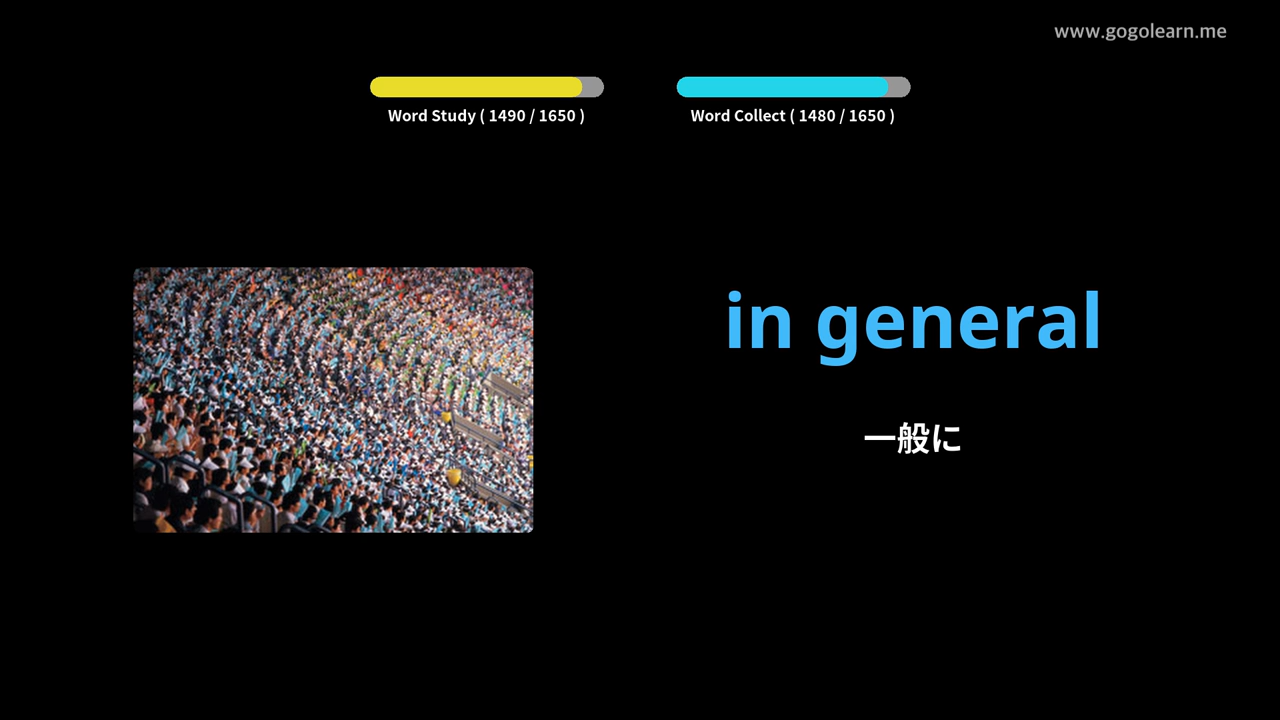 www.gogolearn.me
Word Study ( 1490 / 1650 )
Word Collect ( 1480 / 1650 )
in general
一般に